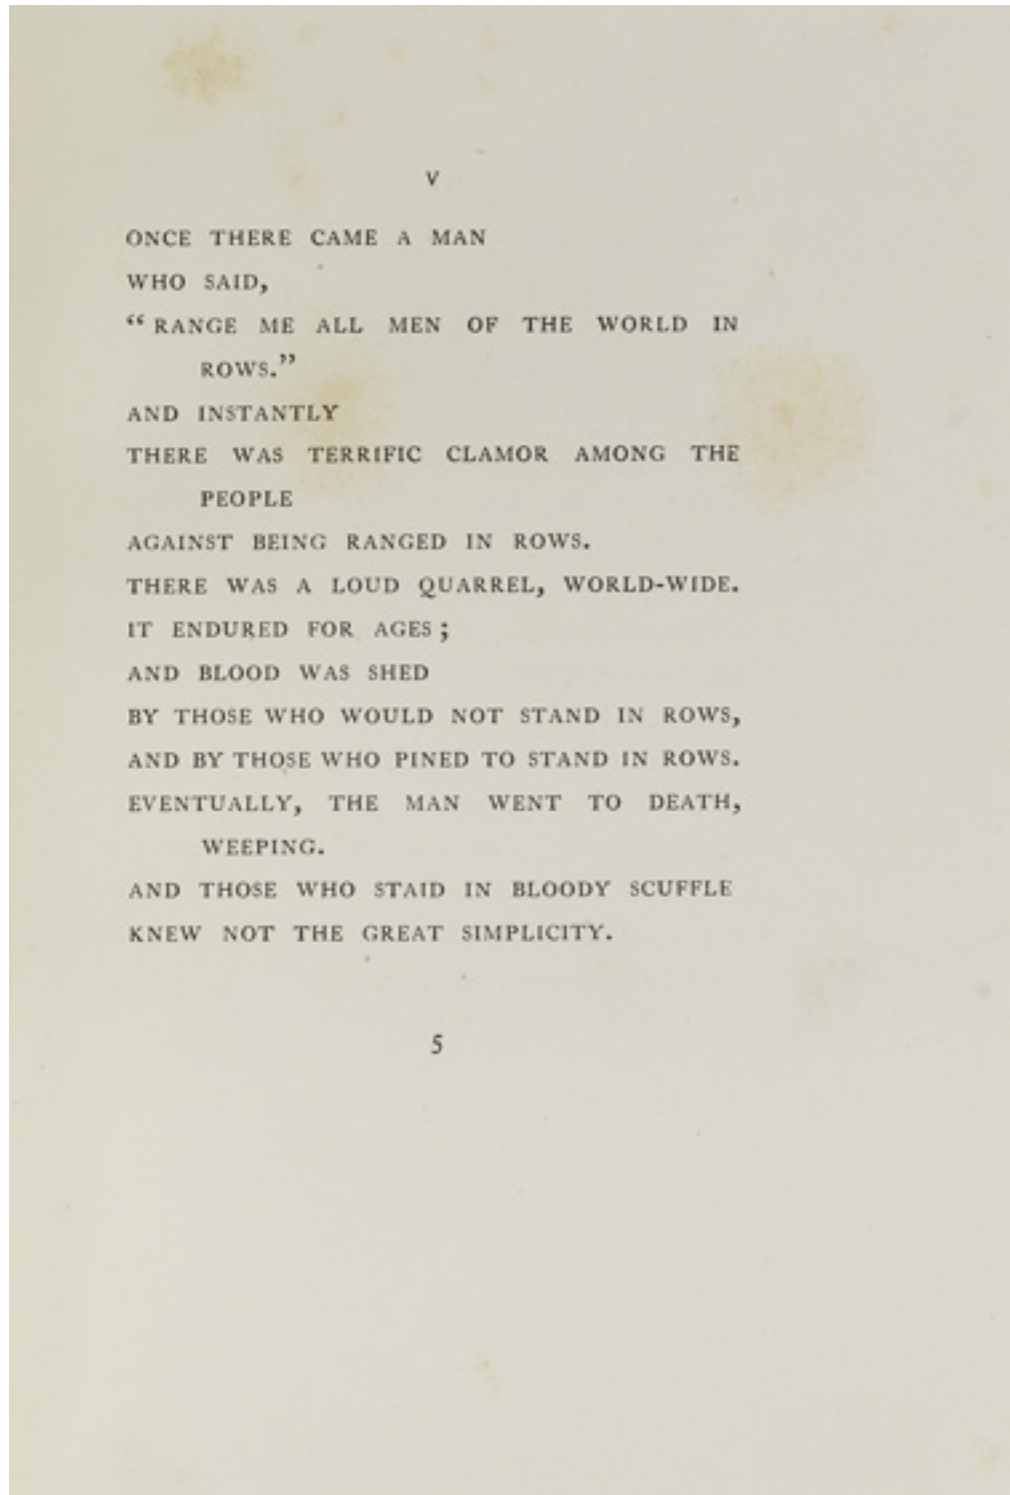 V
ONCE THERE CAME A MAN
WHO SAID,
“ RANGE ME ALL MEN OF THE WORLD IN
ROWS.”
AND INSTANTLY
THERE WAS TERRIFIC CLAMOR AMONG THE
PEOPLE
AGAINST BEING RANGED IN ROWS.
THERE WAS A LOUD QUARREL, WORLD-WIDE.
IT ENDURED FOR AGES ;
AND BLOOD WAS SHED
BY THOSE WHO WOULD NOT STAND IN ROWS,
AND BY THOSE WHO PINED TO STAND IN ROWS.
EVENTUALLY, THE MAN WENT TO DEATH,
WEEPING.
AND THOSE WHO STAID IN BLOODY SCUFFLE
KNEW NOT THE GREAT SIMPLICITY.
5